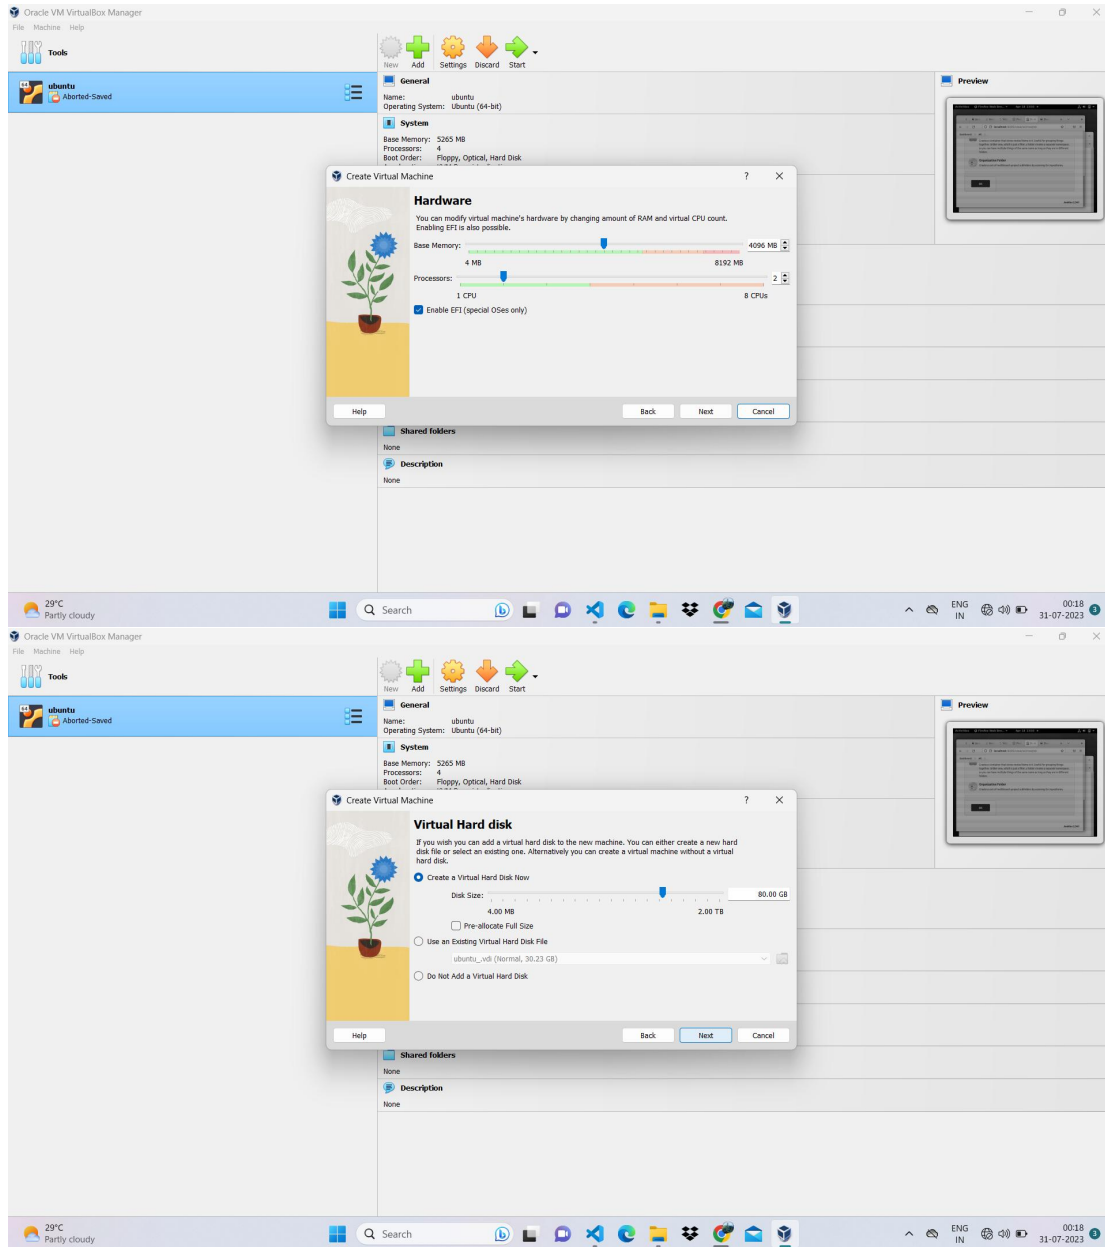 Oracle VM VirtualBox Manager
File Machine Help
Tools
New Add Settings Discard Start
64 ubuntu
Aborted-Saved
General
Name: ubuntu
Operating System: Ubuntu (64-bit)
System
Base Memory: 5265 MB
Processors: 4
Boot Order: Floppy, Optical, Hard Disk
Preview
Create Virtual Machine ?
Hardware
You can modify virtual machine's hardware by changing amount of RAM and virtual CPU count.
Enabling EFI is also possible.
Base Memory: 4096 MB
4 MB 8192 MB
Processors: 2
1 CPU 8 CPUs
Enable EFI (special OSes only)
Help Back Next Cancel
Shared folders
None
Description
None
29°C
Partly cloudy
Search
ENG
IN
00:18
31-07-2023
3
Oracle VM VirtualBox Manager
File Machine Help
Tools
New Add Settings Discard Start
64 ubuntu
Aborted-Saved
General
Name: ubuntu
Operating System: Ubuntu (64-bit)
System
Base Memory: 5265 MB
Processors: 4
Boot Order: Floppy, Optical, Hard Disk
Preview
Create Virtual Machine ?
Virtual Hard disk
If you wish you can add a virtual hard disk to the new machine. You can either create a new hard
disk file or select an existing one. Alternatively you can create a virtual machine without a virtual
hard disk.
Create a Virtual Hard Disk Now
Disk Size: 80.00 GB
4.00 MB 2.00 TB
Pre-allocate Full Size
Use an Existing Virtual Hard Disk File
ubuntu_.vdi (Normal, 30.23 GB)
Do Not Add a Virtual Hard Disk
Help Back Next Cancel
Shared folders
None
Description
None
29°C
Partly cloudy
Search
ENG
IN
00:18
31-07-2023
3